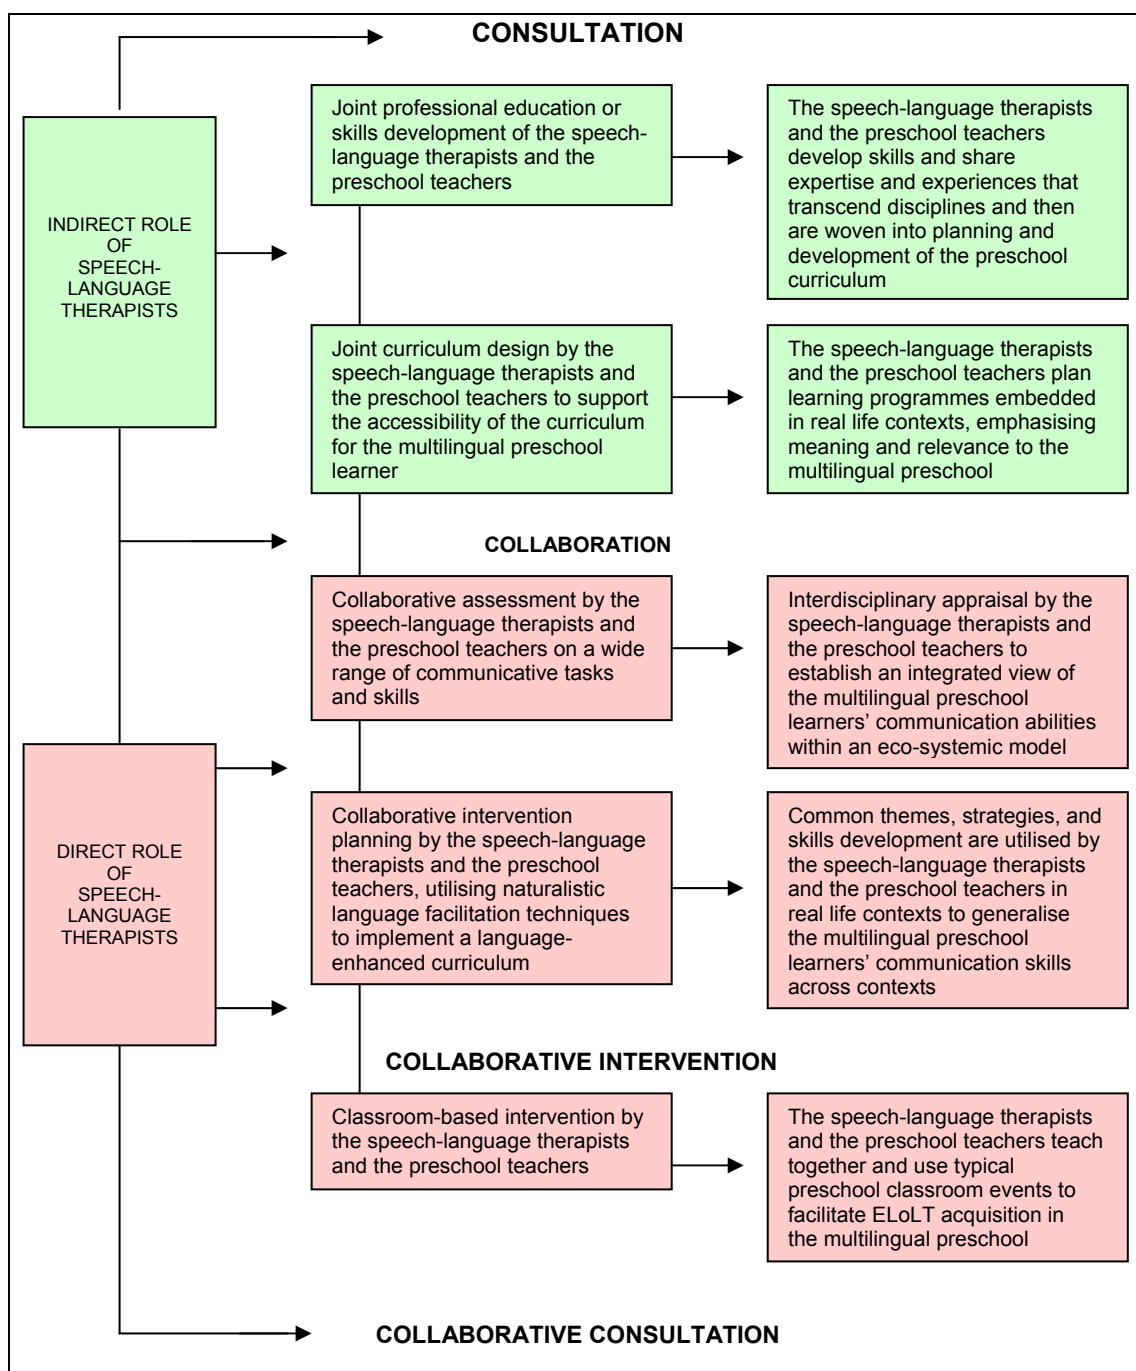 CONSULTATION
INDIRECT ROLE
OF
SPEECH-
LANGUAGE
THERAPISTS
Joint professional education or
skills development of the speech-
language therapists and the
preschool teachers
The speech-language therapists
and the preschool teachers
develop skills and share
expertise and experiences that
transcend disciplines and then
are woven into planning and
development of the preschool
curriculum
Joint curriculum design by the
speech-language therapists and
the preschool teachers to support
the accessibility of the curriculum
for the multilingual preschool
learner
The speech-language therapists
and the preschool teachers plan
learning programmes embedded
in real life contexts, emphasising
meaning and relevance to the
multilingual preschool
COLLABORATION
Collaborative assessment by the
speech-language therapists and
the preschool teachers on a wide
range of communicative tasks
and skills
Interdisciplinary appraisal by the
speech-language therapists and
the preschool teachers to
establish an integrated view of
the multilingual preschool
learners’ communication abilities
within an eco-systemic model
DIRECT ROLE
OF
SPEECH-
LANGUAGE
THERAPISTS
Collaborative intervention
planning by the speech-language
therapists and the preschool
teachers, utilising naturalistic
language facilitation techniques
to implement a language-
enhanced curriculum
Common themes, strategies, and
skills development are utilised by
the speech-language therapists
and the preschool teachers in
real life contexts to generalise
the multilingual preschool
learners’ communication skills
across contexts
COLLABORATIVE INTERVENTION
Classroom-based intervention by
the speech-language therapists
and the preschool teachers
The speech-language therapists
and the preschool teachers teach
together and use typical
preschool classroom events to
facilitate ELoLT acquisition in
the multilingual preschool
COLLABORATIVE CONSULTATION